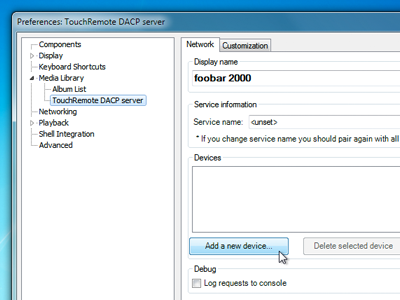 Preferences: TouchRemote DACP server
Components
Display
Keyboard Shortcuts
Media Library
Album List
TouchRemote DACP server
Networking
Playback
Shell Integration
Advanced
Network
Customization
Display name
foobar 2000
Service information
Service name: <unset>
* If you change service name you should pair again with all
Devices
Add a new device...
Delete selected device
Debug
Log requests to console